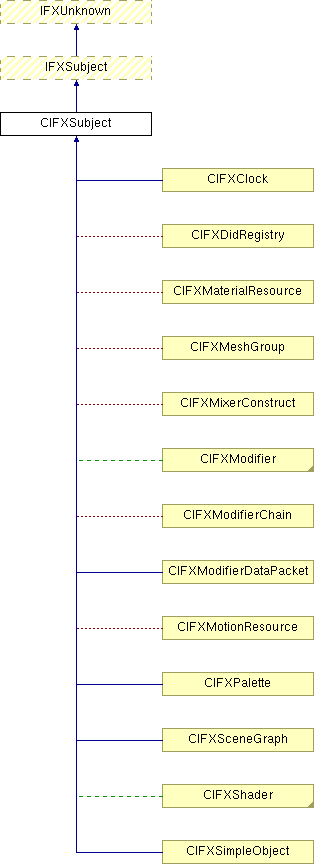 IFXUnknown
IFXSubject
CIFXSubject
CIFXClock
CIFXDidRegistry
CIFXMaterialResource
CIFXMeshGroup
CIFXMixerConstruct
CIFXModifier
CIFXModifierChain
CIFXModifierDataPacket
CIFXMotionResource
CIFXPalette
CIFXSceneGraph
CIFXShader
CIFXSimpleObject